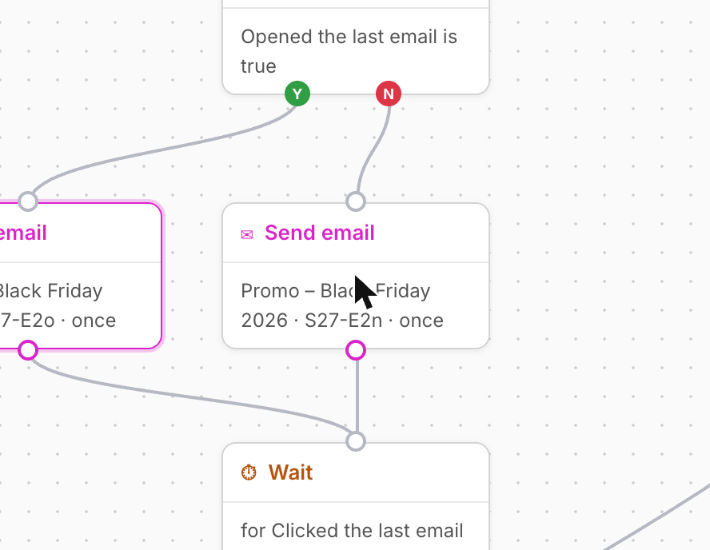 Opened the last email is
true
Y
N
email
Send email
Black Friday
7-E2o · once
Promo – Black Friday
2026 · S27-E2n · once
Wait
for Clicked the last email